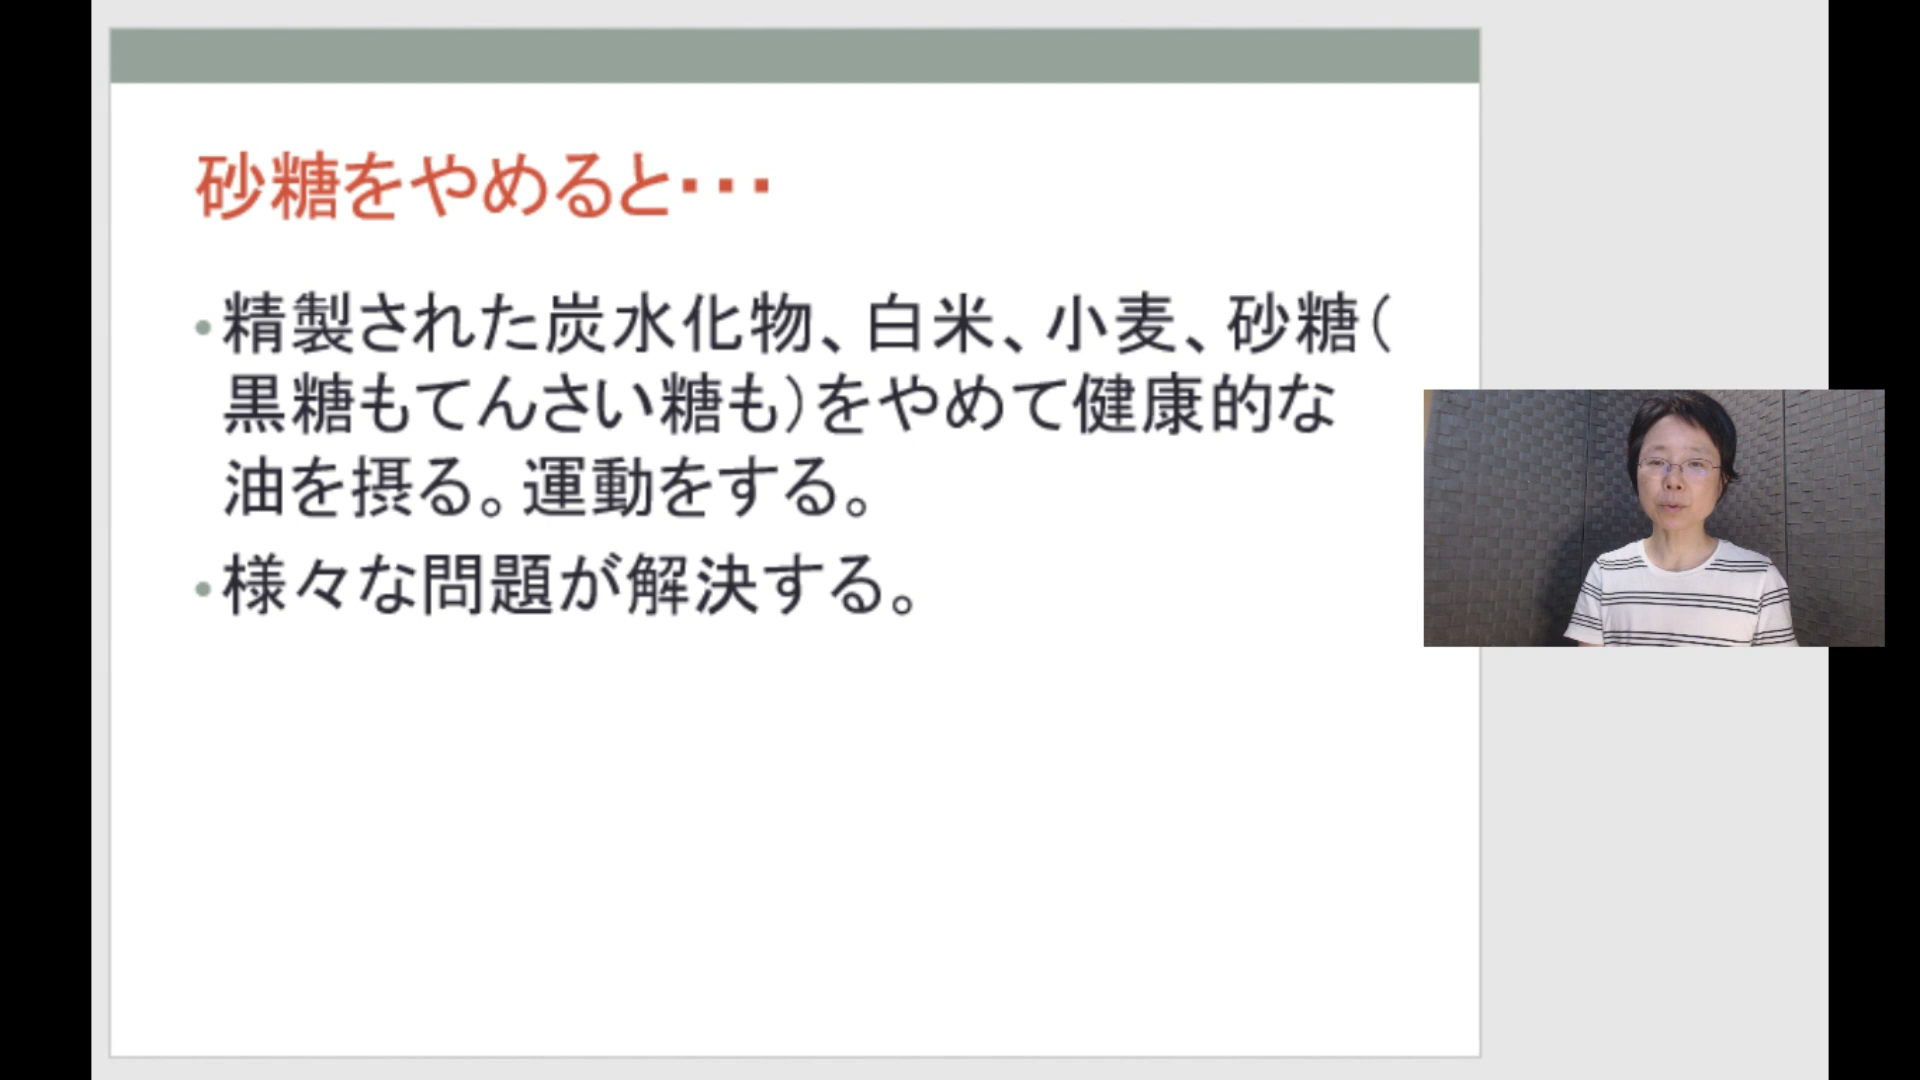 砂糖をやめると・・・
・精製された炭水化物、白米、小麦、砂糖(
黒糖もてんさい糖も)をやめて健康的な
油を摂る。運動をする。
・様々な問題が解決する。